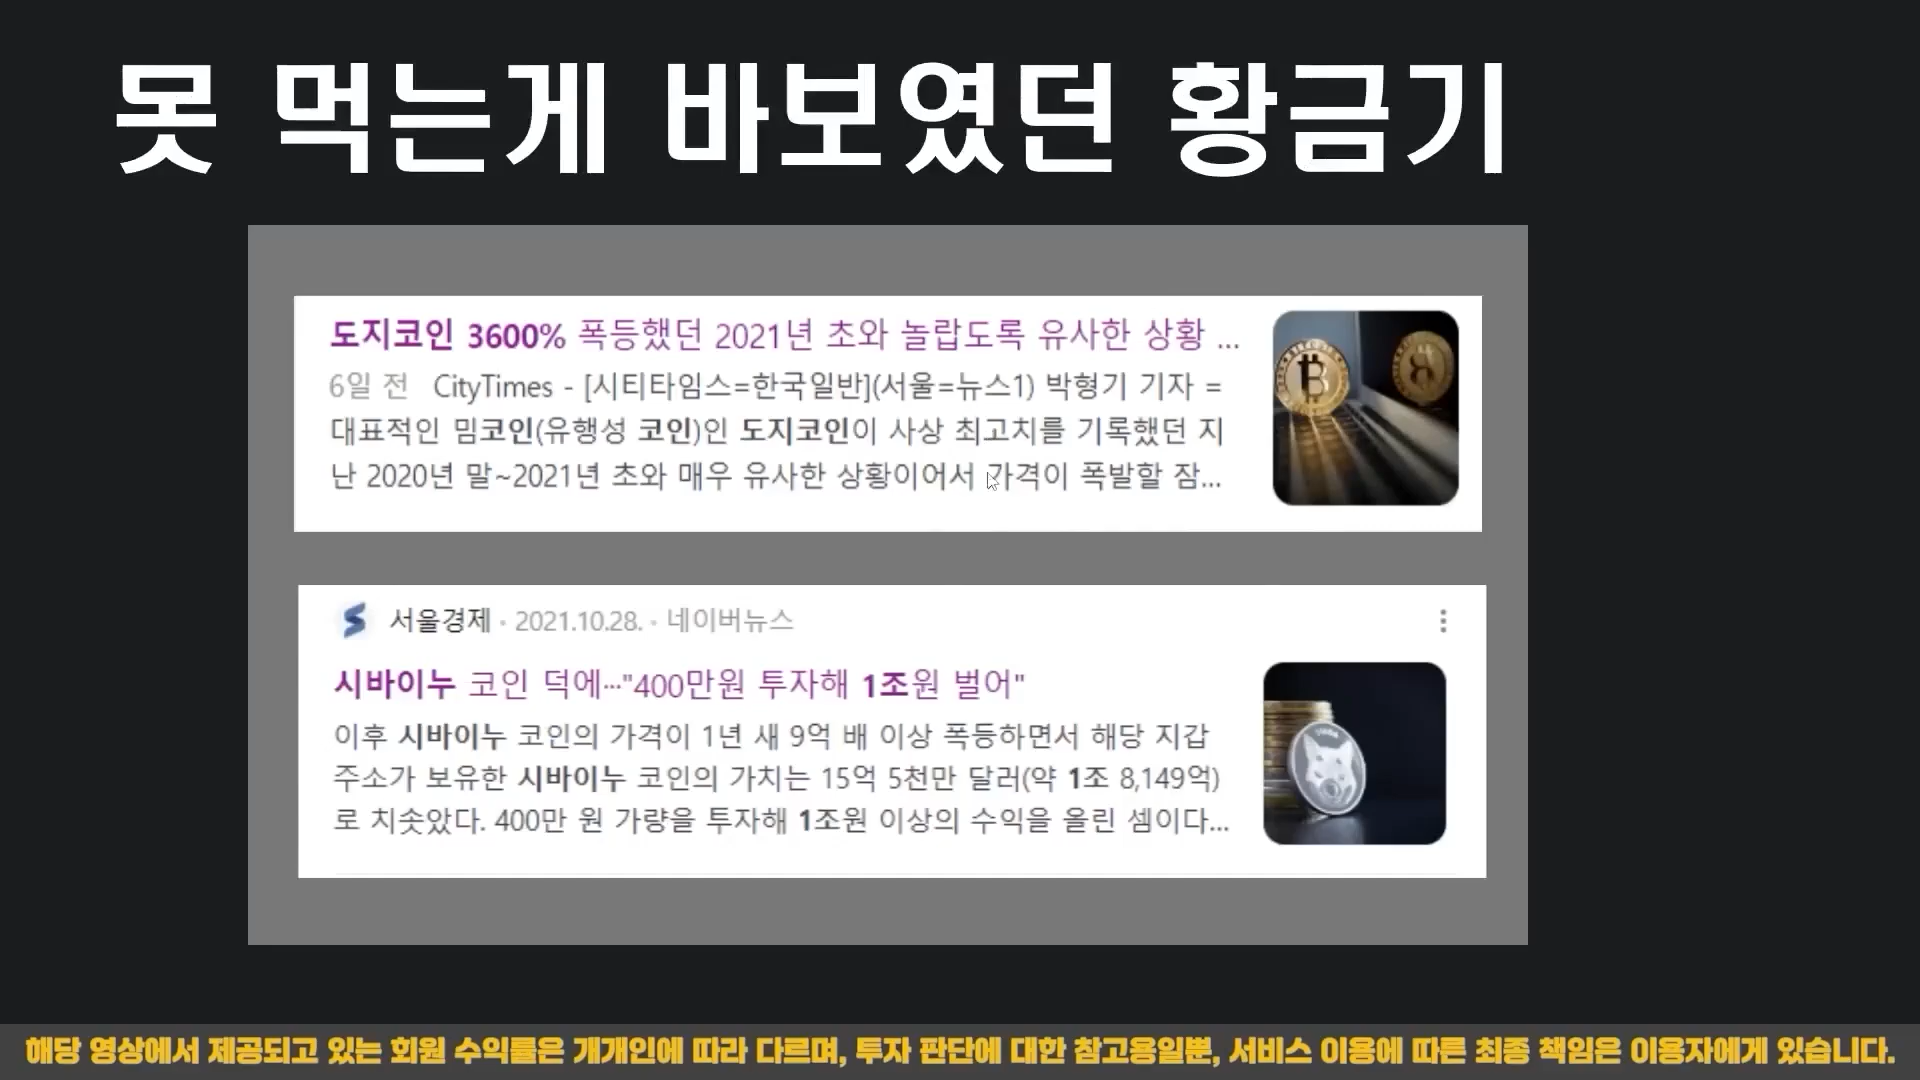 못 먹는게 바보였던 황금기
도지코인 3600% 폭등했던 2021년 초와 놀랍도록 유사한 상황 ...
6일 전 CityTimes - [시티타임스=한국일반](서울=뉴스1) 박형기 기자 =
대표적인 밈코인(유행성 코인)인 도지코인이 사상 최고치를 기록했던 지
난 2020년 말~2021년 초와 매우 유사한 상황이어서 가격이 폭발할 잠...
서울경제 · 2021.10.28. · 네이버뉴스
시바이누 코인 덕에…"400만원 투자해 1조원 벌어"
이후 시바이누 코인의 가격이 1년 새 9억 배 이상 폭등하면서 해당 지갑
주소가 보유한 시바이누 코인의 가치는 15억 5천만 달러(약 1조 8,149억)
로 치솟았다. 400만 원 가량을 투자해 1조원 이상의 수익을 올린 셈이다...
해당 영상에서 제공되고 있는 회원 수익률은 개개인에 따라 다르며, 투자 판단에 대한 참고용일뿐, 서비스 이용에 따른 최종 책임은 이용자에게 있습니다.